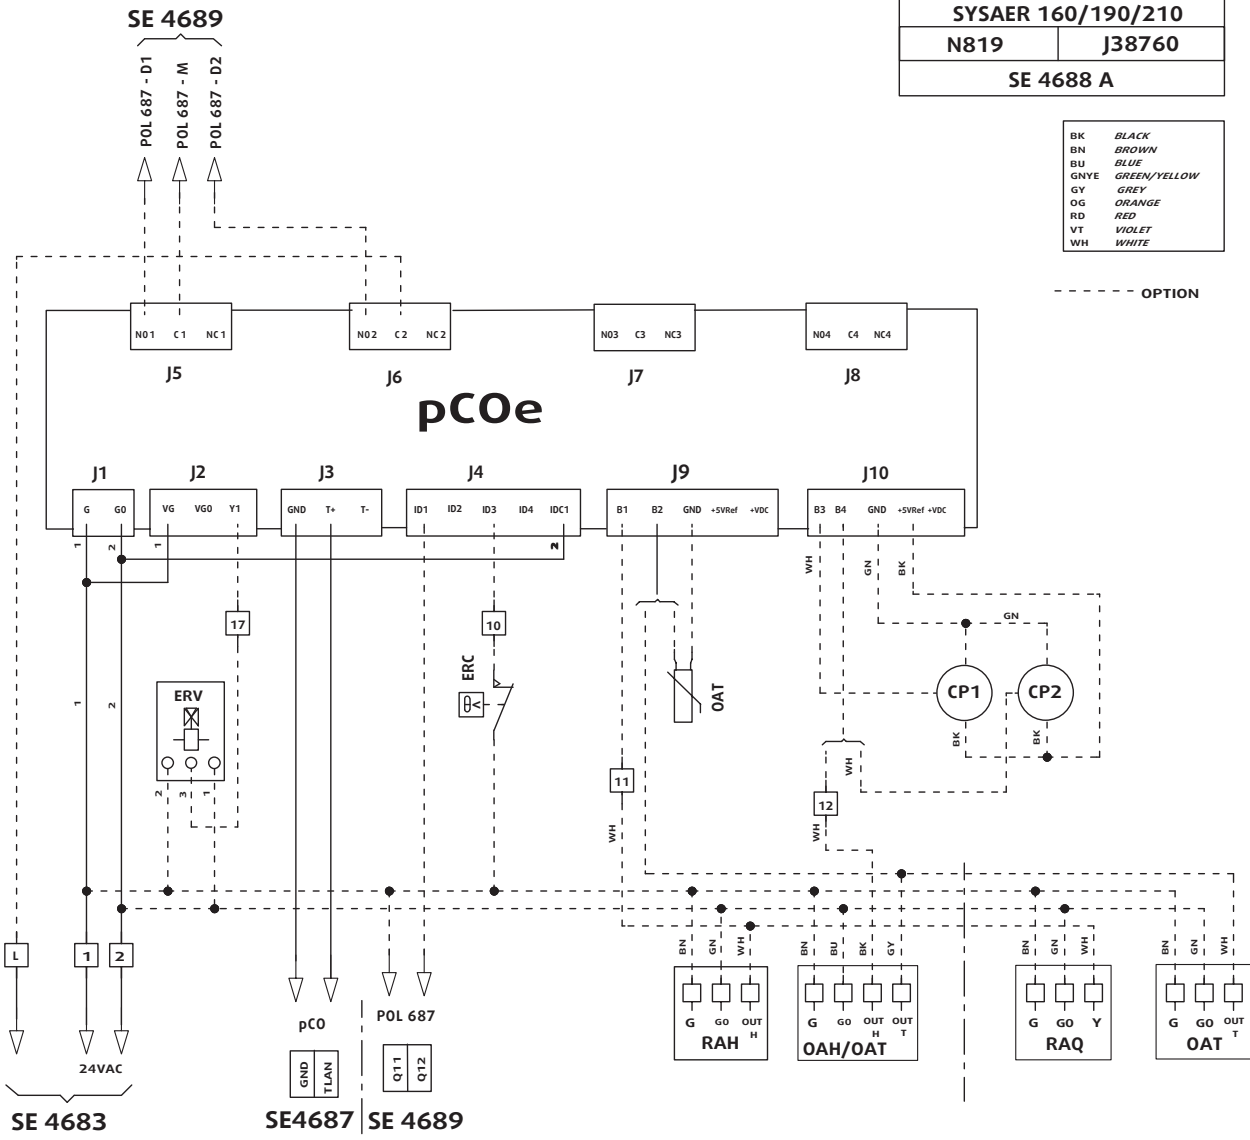 SE 4689
SYSAER 160/190/210
N819 J38760
SE 4688 A
POL 687 - D1
POL 687 - M
POL 687 - D2
BK BLACK
BN BROWN
BU BLUE
GNYE GREEN/YELLOW
GY GREY
OG ORANGE
RD RED
VT VIOLET
WH WHITE
OPTION
NO1 C1 NC1
NO2 C2 NC2
NO3 C3 NC3
NO4 C4 NC4
J5 J6 J7 J8
pCOe
J1 J2 J3 J4 J9 J10
G G0
VG VG0 Y1
GND T+ T-
ID1 ID2 ID3 ID4 IDC1
B1 B2 GND +5VRef +VDC
B3 B4 GND +5VRef +VDC
1 2 1 2
WH GN BK
17
10
GN
ERC
ERV
OAT
CP1
CP2
1 2
BK BK
WH
2 3 1
11
12
WH
WH
L 1 2
BN GN WH
BN BU BK GY
BN GN WH
BN GN WH
G G0 OUT H
RAH
G G0 OUT H OUT T
OAH/OAT
G G0 Y
RAQ
G G0 OUT T
OAT
24VAC
pCO
POL 687
GND TLAN
Q11 Q12
SE 4683
SE4687
SE 4689